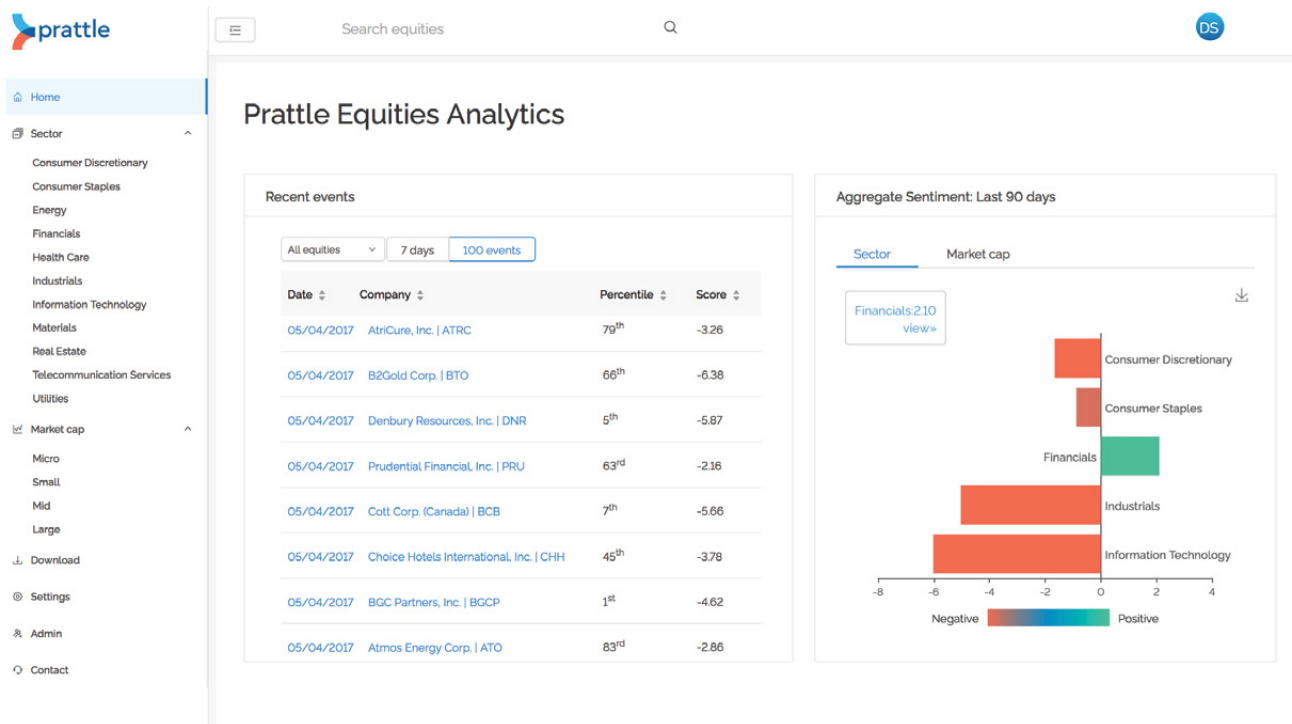 prattle
Search equities
DS
Home
Sector
Consumer Discretionary
Consumer Staples
Energy
Financials
Health Care
Industrials
Information Technology
Materials
Real Estate
Telecommunication Services
Utilities
Market cap
Micro
Small
Mid
Large
Download
Settings
Admin
Contact
Prattle Equities Analytics
Recent events
All equities 7 days 100 events
Date Company Percentile Score
05/04/2017 AtriCure, Inc. | ATRC 79th -3.26
05/04/2017 B2Gold Corp. | BTO 66th -6.38
05/04/2017 Denbury Resources, Inc. | DNR 5th -5.87
05/04/2017 Prudential Financial, Inc. | PRU 63rd -2.16
05/04/2017 Cott Corp. (Canada) | BCB 7th -5.66
05/04/2017 Choice Hotels International, Inc. | CHH 45th -3.78
05/04/2017 BGC Partners, Inc. | BGCP 1st -4.62
05/04/2017 Atmos Energy Corp. | ATO 83rd -2.86
Aggregate Sentiment: Last 90 days
Sector Market cap
Financials:2.10
view»
Consumer Discretionary
Consumer Staples
Financials
Industrials
Information Technology
-8 -6 -4 -2 0 2 4
Negative Positive